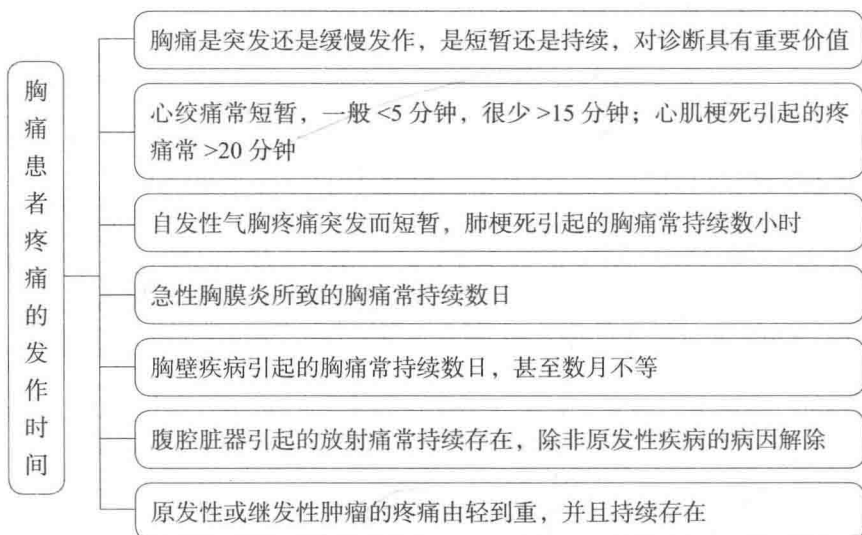 胸痛患者疼痛的发作时间
胸痛是突发还是缓慢发作，是短暂还是持续，对诊断具有重要价值
心绞痛常短暂，一般<5分钟，很少>15分钟；心肌梗死引起的疼
痛常>20分钟
自发性气胸疼痛突发而短暂，肺梗死引起的胸痛常持续数小时
急性胸膜炎所致的胸痛常持续数日
胸壁疾病引起的胸痛常持续数日，甚至数月不等
腹腔脏器引起的放射痛常持续存在，除非原发性疾病的病因解除
原发性或继发性肿瘤的疼痛由轻到重，并且持续存在